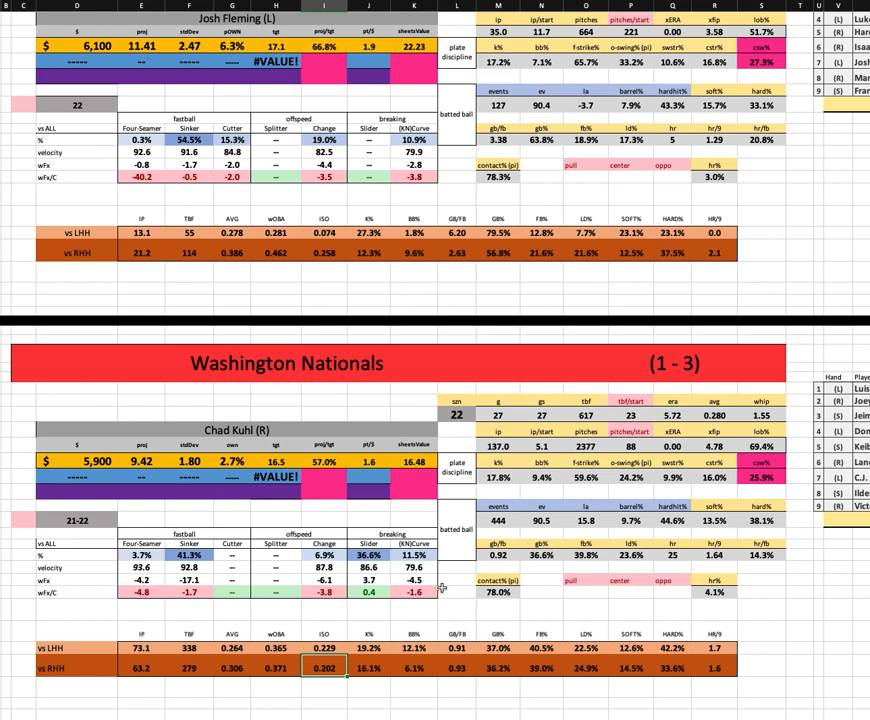 B C D E F G H I J K L M N O P Q R S T U V
Josh Fleming (L)
ip ip/start pitches pitches/start xERA xfip lob%
4 (L) Luke
$ proj stdDev pOWN tgt proj/tgt pt/$ sheetsValue
35.0 11.7 664 221 0.00 3.58 51.7%
5 (R)
$ 6,100 11.41 2.47 6.3% 17.1 66.8% 1.9 22.23
plate discipline
k% bb% f-strike% o-swing% (pi) swstr% cstr% csw%
6 (R) Isaa
----- -- ----- ---- #VALUE!
17.2% 7.1% 65.7% 33.2% 10.6% 16.8% 27.3%
7 (L) Josh
8 (R) Mar
events ev la barrel% hardhit% soft% hard%
9 (S) Fran
22
127 90.4 -3.7 7.9% 43.3% 15.7% 33.1%
batted ball
fastball offspeed breaking
vs ALL Four-Seamer Sinker Cutter Splitter Change Slider (KN)Curve
gb/fb gb% fb% ld% hr hr/9 hr/fb
% 0.3% 54.5% 15.3% -- 19.0% -- 10.9%
3.38 63.8% 18.9% 17.3% 5 1.29 20.8%
velocity 92.6 91.6 84.8 -- 82.5 -- 79.9
wFx -0.8 -1.7 -2.0 -- -4.4 -- -2.8
contact% (pi) pull center oppo hr%
wFx/C -40.2 -0.5 -2.0 -- -3.5 -- -3.8
78.3% 3.0%
IP TBF AVG wOBA ISO K% BB% GB/FB GB% FB% LD% SOFT% HARD% HR/9
vs LHH 13.1 55 0.278 0.281 0.074 27.3% 1.8% 6.20 79.5% 12.8% 7.7% 23.1% 23.1% 0.0
vs RHH 21.2 114 0.386 0.462 0.258 12.3% 9.6% 2.63 56.8% 21.6% 21.6% 12.5% 37.5% 2.1
Washington Nationals (1 - 3)
Hand Playe
1 (L) Luis
szn g gs tbf tbf/start era avg whip
2 (R) Joey
22 27 27 617 23 5.72 0.280 1.55
3 (S) Jeim
Chad Kuhl (R)
ip ip/start pitches pitches/start xERA xfip lob%
4 (L)
$ proj stdDev own tgt proj/tgt pt/$ sheetsValue
137.0 5.1 2377 88 0.00 4.78 69.4%
5 (S) Keib
$ 5,900 9.42 1.80 2.7% 16.5 57.0% 1.6 16.48
plate discipline
k% bb% f-strike% o-swing% (pi) swstr% cstr% csw%
6 (R) Lane
----- -- ----- ---- #VALUE!
17.8% 9.4% 59.6% 24.2% 9.9% 16.0% 25.9%
7 (L) C.J.
8 (S) Ilde
events ev la barrel% hardhit% soft% hard%
9 (R) Victo
21-22
444 90.5 15.8 9.7% 44.6% 13.5% 38.1%
batted ball
fastball offspeed breaking
vs ALL Four-Seamer Sinker Cutter Splitter Change Slider (KN)Curve
gb/fb gb% fb% ld% hr hr/9 hr/fb
% 3.7% 41.3% -- -- 6.9% 36.6% 11.5%
0.92 36.6% 39.8% 23.6% 25 1.64 14.3%
velocity 93.6 92.8 -- -- 87.8 86.6 79.6
wFx -4.2 -17.1 -- -- -6.1 3.7 -4.5
contact% (pi) pull center oppo hr%
wFx/C -4.8 -1.7 -- -- -3.8 0.4 -1.6
78.0% 4.1%
IP TBF AVG wOBA ISO K% BB% GB/FB GB% FB% LD% SOFT% HARD% HR/9
vs LHH 73.1 338 0.264 0.365 0.229 19.2% 12.1% 0.91 37.0% 40.5% 22.5% 12.6% 42.2% 1.7
vs RHH 63.2 279 0.306 0.371 0.202 16.1% 6.1% 0.93 36.2% 39.0% 24.9% 14.5% 33.6% 1.6